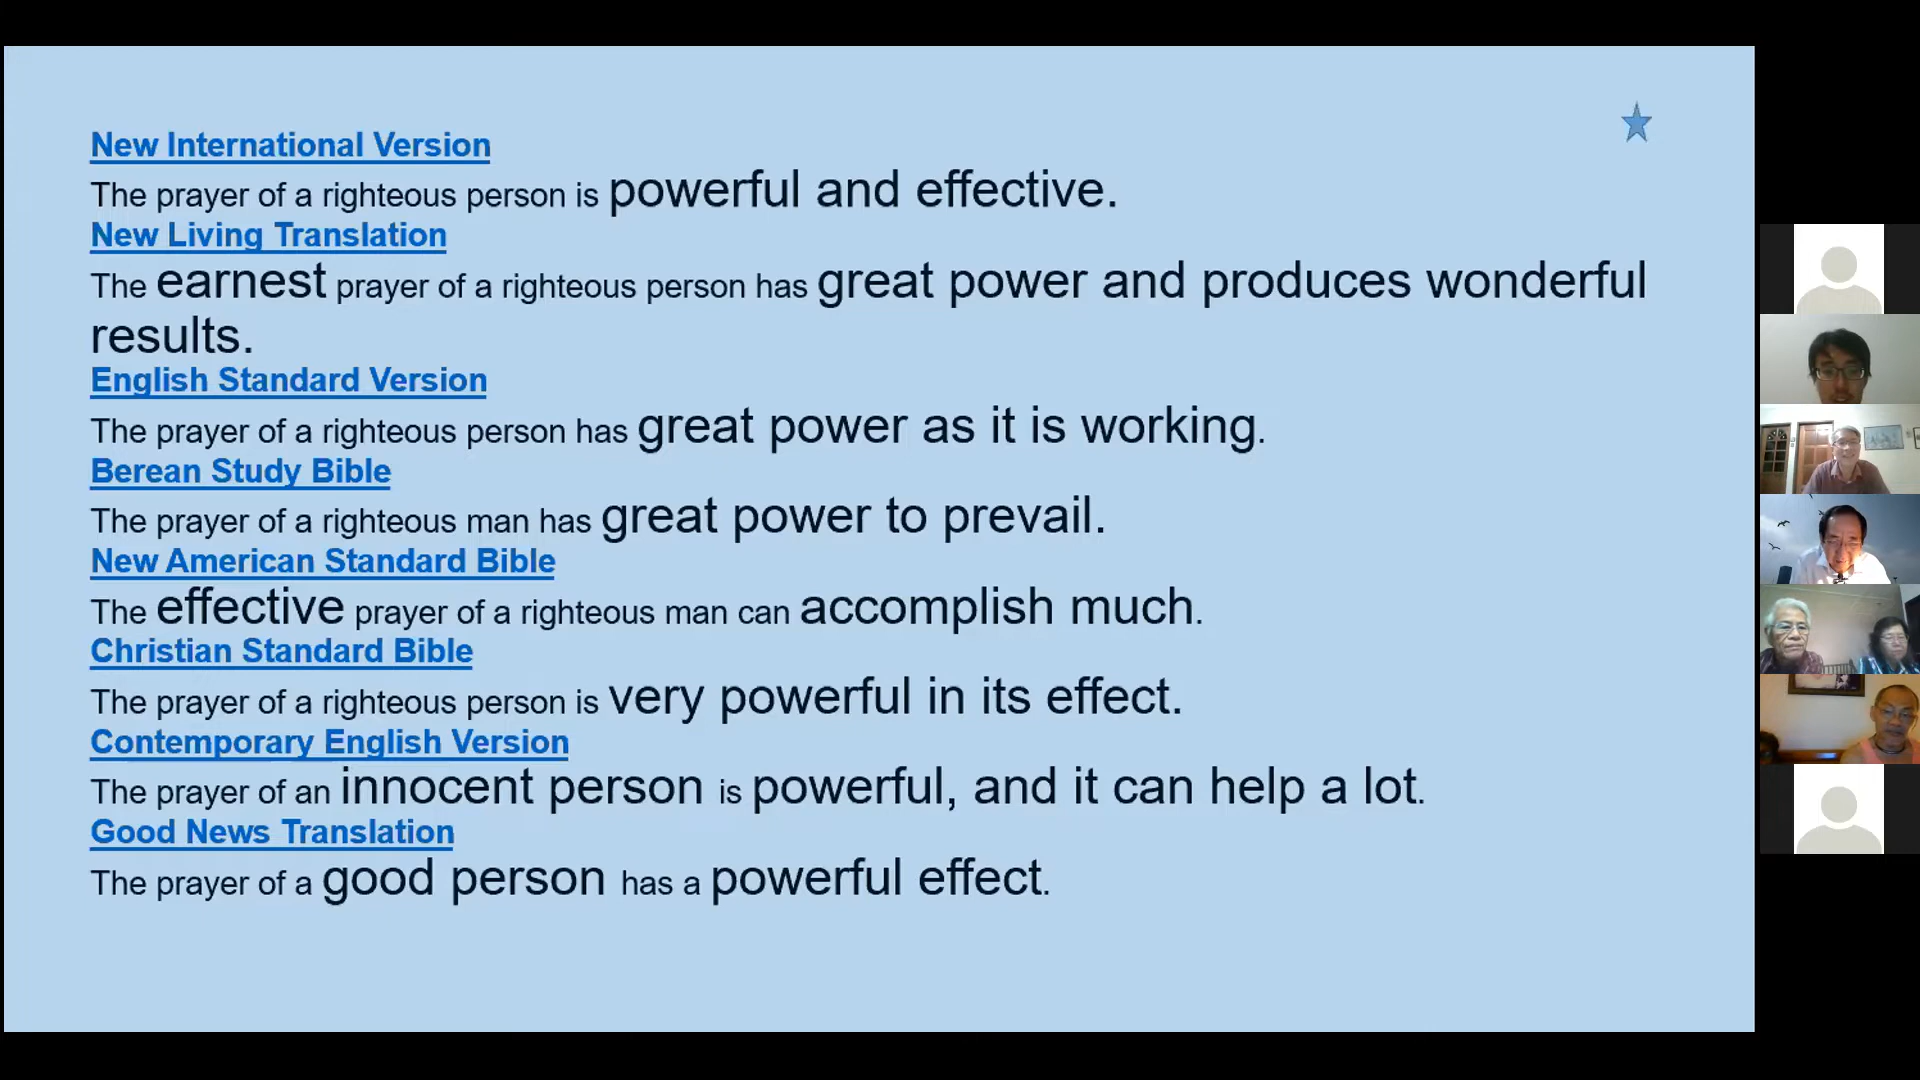 New International Version
The prayer of a righteous person is powerful and effective.
New Living Translation
The earnest prayer of a righteous person has great power and produces wonderful
results.
English Standard Version
The prayer of a righteous person has great power as it is working.
Berean Study Bible
The prayer of a righteous man has great power to prevail.
New American Standard Bible
The effective prayer of a righteous man can accomplish much.
Christian Standard Bible
The prayer of a righteous person is very powerful in its effect.
Contemporary English Version
The prayer of an innocent person is powerful, and it can help a lot.
Good News Translation
The prayer of a good person has a powerful effect.